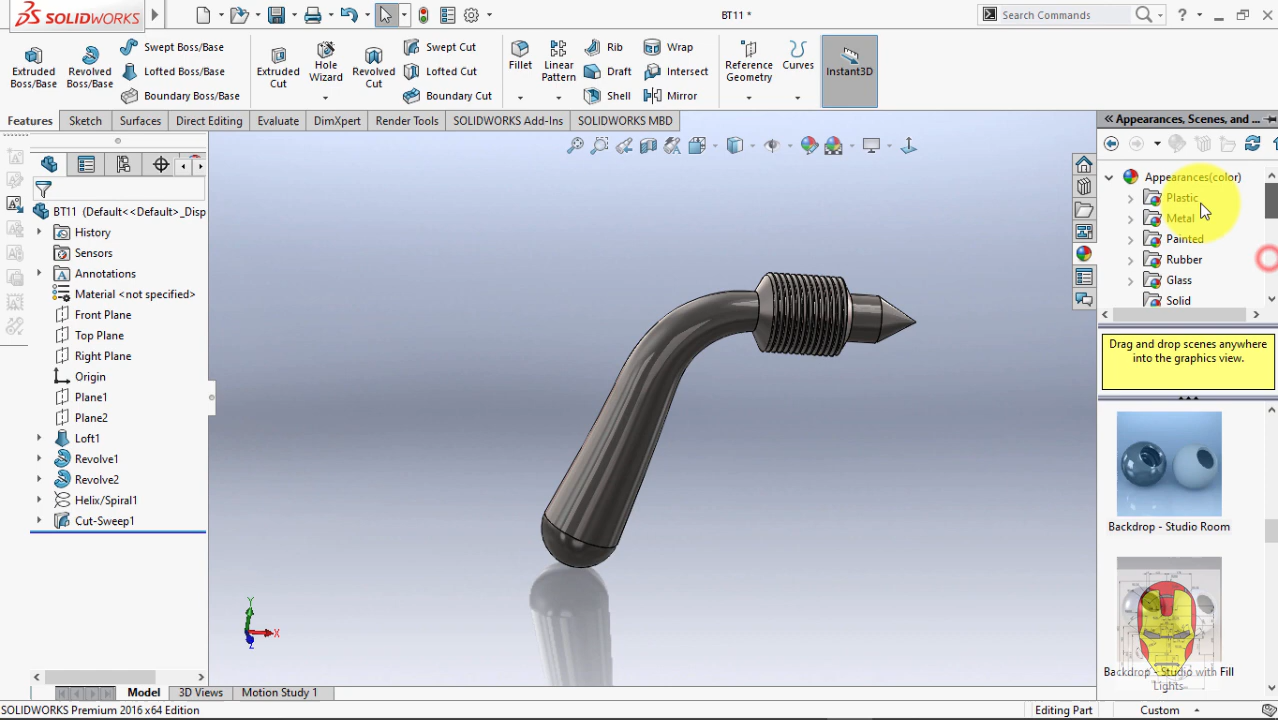 SOLIDWORKS
BT11 *
Search Commands
Extruded Boss/Base
Revolved Boss/Base
Swept Boss/Base
Lofted Boss/Base
Boundary Boss/Base
Extruded Cut
Hole Wizard
Revolved Cut
Swept Cut
Lofted Cut
Boundary Cut
Fillet
Linear Pattern
Rib
Draft
Shell
Wrap
Intersect
Mirror
Reference Geometry
Curves
Instant3D
Features
Sketch
Surfaces
Direct Editing
Evaluate
DimXpert
Render Tools
SOLIDWORKS Add-Ins
SOLIDWORKS MBD
BT11 (Default<<Default>_Disp
History
Sensors
Annotations
Material <not specified>
Front Plane
Top Plane
Right Plane
Origin
Plane1
Plane2
Loft1
Revolve1
Revolve2
Helix/Spiral1
Cut-Sweep1
Y
X
Z
Appearances, Scenes, and ...
Appearances(color)
Plastic
Metal
Painted
Rubber
Glass
Solid
Drag and drop scenes anywhere
into the graphics view.
Backdrop - Studio Room
Backdrop - Studio with Fill
Lights
Model
3D Views
Motion Study 1
SOLIDWORKS Premium 2016 x64 Edition
Editing Part
Custom